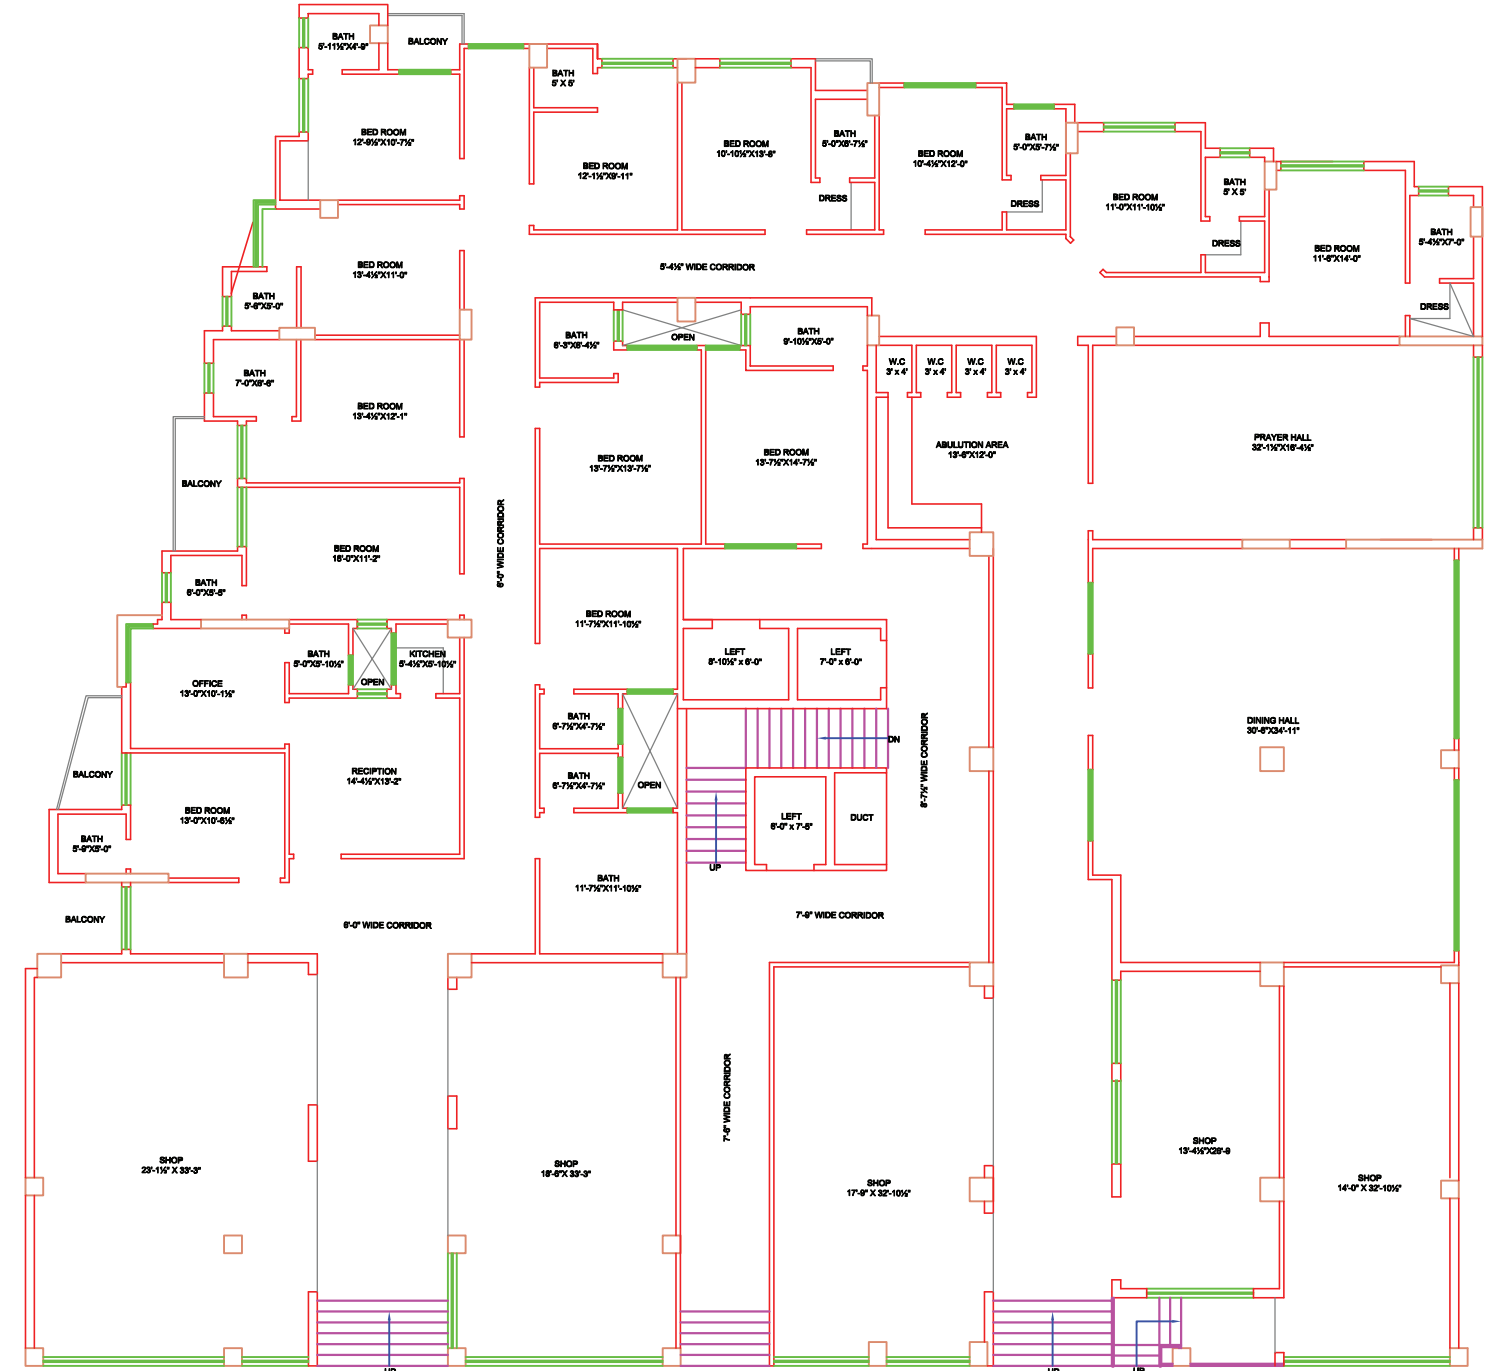 BATH
5'-11½"X4'-9"
BALCONY
BED ROOM
12'-9½"X10'-7½"
BATH
5' X 5'
BED ROOM
12'-1½"X9'-11"
BED ROOM
10'-10½"X13'-8"
BATH
5'-0"X8'-7½"
DRESS
BED ROOM
10'-4½"X12'-0"
BATH
5'-0"X5'-7½"
DRESS
BED ROOM
11'-0"X11'-10½"
BATH
5' X 5'
DRESS
BED ROOM
11'-6"X14'-0"
BATH
5'-4½"X7'-0"
DRESS
5'-4½" WIDE CORRIDOR
BED ROOM
13'-4½"X11'-0"
BATH
5'-6"X5'-0"
BATH
7'-0"X6'-6"
BED ROOM
13'-4½"X12'-1"
BATH
6'-3"X6'-4½"
OPEN
BATH
9'-10½"X5'-0"
W.C
3' x 4'
W.C
3' x 4'
W.C
3' x 4'
W.C
3' x 4'
ABULUTION AREA
13'-6"X12'-0"
PRAYER HALL
32'-1½"X16'-4½"
BED ROOM
13'-7½"X13'-7½"
BED ROOM
13'-7½"X14'-7½"
BALCONY
6'-0" WIDE CORRIDOR
BED ROOM
18'-0"X11'-2"
BATH
6'-0"X5'-5"
BED ROOM
11'-7½"X11'-10½"
BATH
5'-0"X5'-10½"
OPEN
KITCHEN
5'-4½"X5'-10½"
OFFICE
13'-0"X10'-1½"
LEFT
8'-10½" x 6'-0"
LEFT
7'-0" x 6'-0"
DINING HALL
30'-6"X34'-11"
BATH
6'-7½"X4'-7½"
DN
8'-7½" WIDE CORRIDOR
BALCONY
RECIPTION
14'-4½"X13'-2"
BATH
6'-7½"X4'-7½"
OPEN
BED ROOM
13'-0"X10'-6½"
BATH
5'-9"X5'-0"
LEFT
6'-0" x 7'-5"
DUCT
UP
BATH
11'-7½"X11'-10½"
BALCONY
6'-0" WIDE CORRIDOR
7'-9" WIDE CORRIDOR
7'-6" WIDE CORRIDOR
SHOP
23'-1½" X 33'-3"
SHOP
18'-6"X 33'-3"
SHOP
17'-9" X 32'-10½"
SHOP
13'-4½"X28'-9
SHOP
14'-0" X 32'-10½"
UP
UP
UP